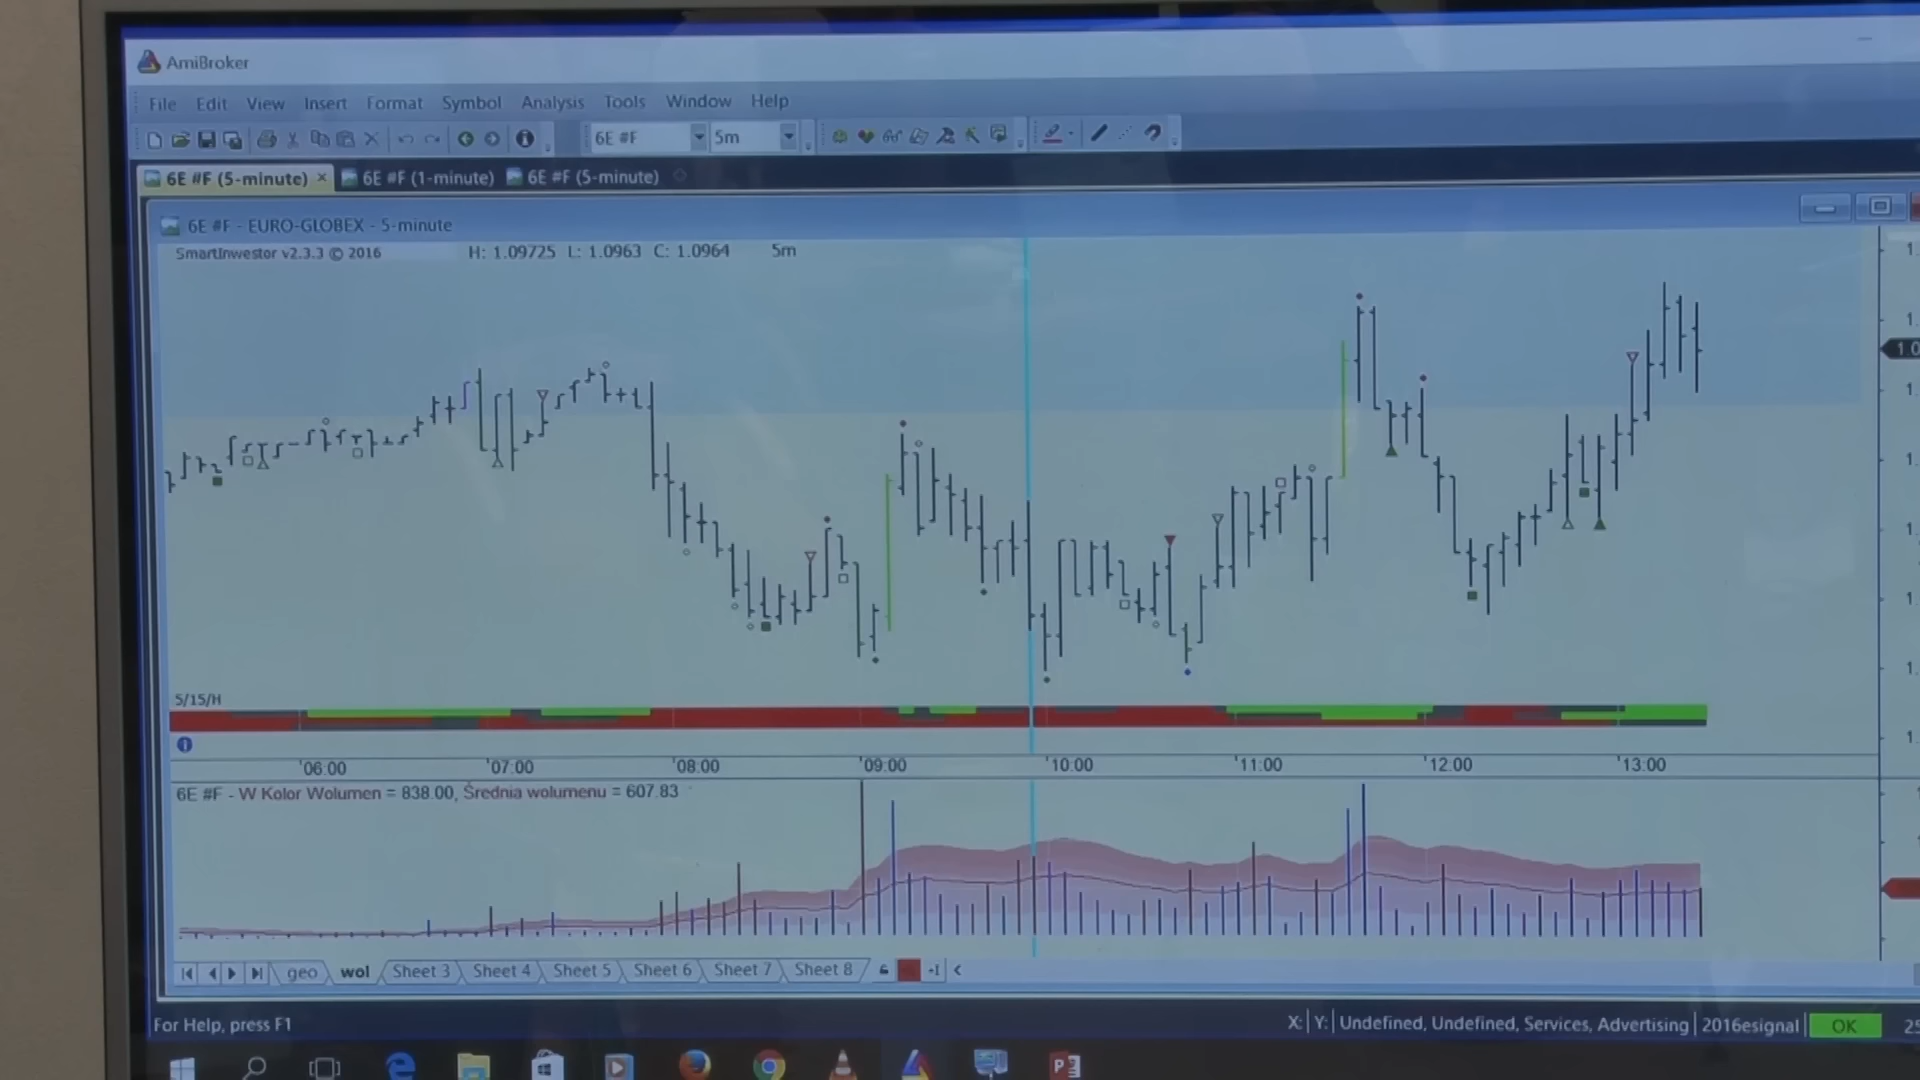 AmiBroker
File Edit View Insert Format Symbol Analysis Tools Window Help
6E #F 5m
6E #F (5-minute) 6E #F (1-minute) 6E #F (5-minute)
6E #F - EURO-GLOBEX - 5-minute
SmartInwestor v2.3.3 © 2016 H: 1.09725 L: 1.0963 C: 1.0964 5m
5/15/H
'06:00 '07:00 '08:00 '09:00 '10:00 '11:00 '12:00 '13:00
6E #F - W Kolor Wolumen = 838.00, Średnia wolumenu = 607.83
geo wol Sheet 3 Sheet 4 Sheet 5 Sheet 6 Sheet 7 Sheet 8
For Help, press F1 X: Y: Undefined, Undefined, Services, Advertising 2016esignal OK